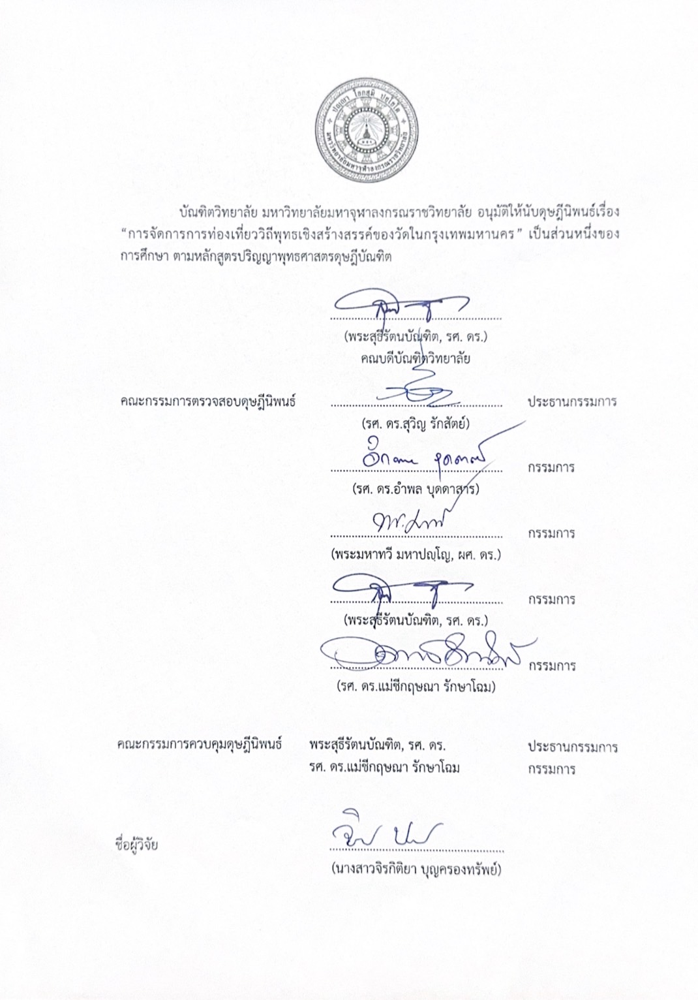 ปญฺญา โลกสฺมิ ปชฺโชโต
มหาวิทยาลัยมหาจุฬาลงกรณราชวิทยาลัย
บัณฑิตวิทยาลัย มหาวิทยาลัยมหาจุฬาลงกรณราชวิทยาลัย อนุมัติให้นับดุษฎีนิพนธ์เรื่อง
“การจัดการการท่องเที่ยววิถีพุทธเชิงสร้างสรรค์ของวัดในกรุงเทพมหานคร” เป็นส่วนหนึ่งของ
การศึกษา ตามหลักสูตรปริญญาพุทธศาสตรดุษฎีบัณฑิต
(พระสุธีรัตนบัณฑิต, รศ. ดร.)
คณบดีบัณฑิตวิทยาลัย
คณะกรรมการตรวจสอบดุษฎีนิพนธ์ ประธานกรรมการ
(รศ. ดร.สุวิญ รักสัตย์)
กรรมการ
(รศ. ดร.อำพล บุดดาสาร)
กรรมการ
(พระมหาทวี มหาปญฺโญ, ผศ. ดร.)
กรรมการ
(พระสุธีรัตนบัณฑิต, รศ. ดร.)
กรรมการ
(รศ. ดร.แม่ชีกฤษณา รักษาโฉม)
คณะกรรมการควบคุมดุษฎีนิพนธ์ พระสุธีรัตนบัณฑิต, รศ. ดร. ประธานกรรมการ
รศ. ดร.แม่ชีกฤษณา รักษาโฉม กรรมการ
ชื่อผู้วิจัย
(นางสาวจิรกิติยา บุญครองทรัพย์)